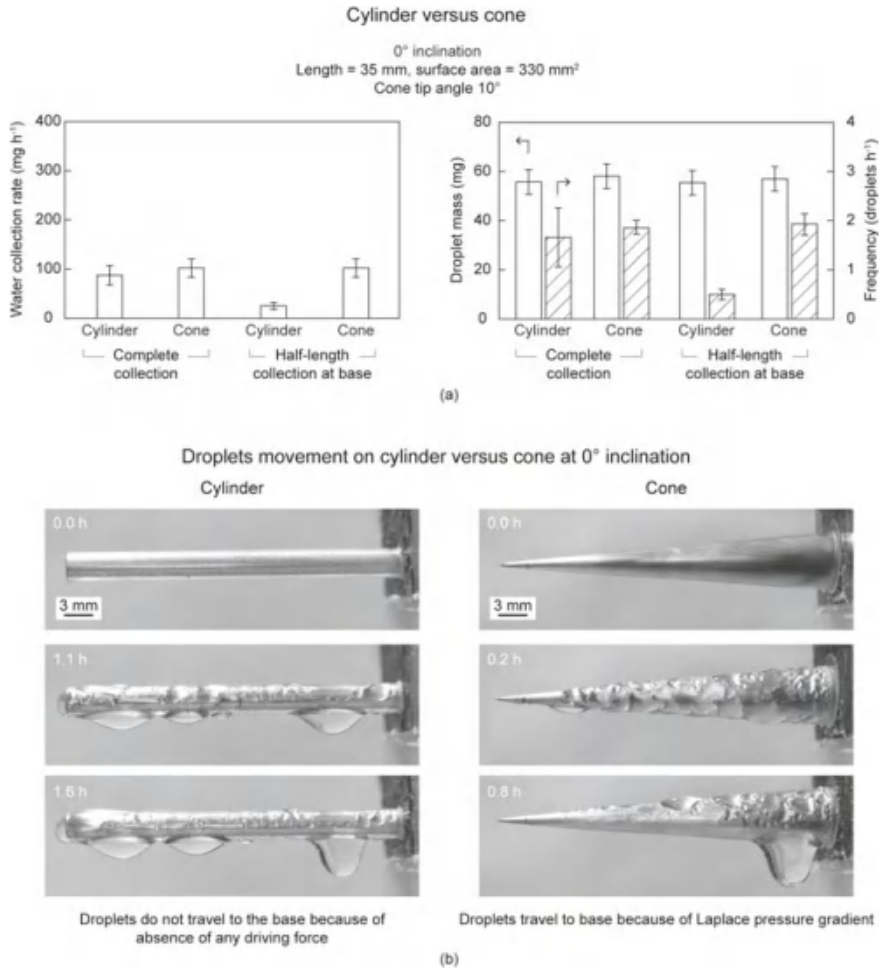 Cylinder versus cone
0° inclination
Length = 35 mm, surface area = 330 mm²
Cone tip angle 10°
Water collection rate (mg h⁻¹)
400
300
200
100
0
Cylinder Cone Cylinder Cone
Complete collection
Half-length collection at base
Droplet mass (mg)
80
60
40
20
0
Frequency (droplets h⁻¹)
4
3
2
1
0
Cylinder Cone Cylinder Cone
Complete collection
Half-length collection at base
(a)
Droplets movement on cylinder versus cone at 0° inclination
Cylinder
Cone
0.0 h
3 mm
0.0 h
3 mm
1.1 h
0.2 h
1.6 h
0.8 h
Droplets do not travel to the base because of
absence of any driving force
Droplets travel to base because of Laplace pressure gradient
(b)